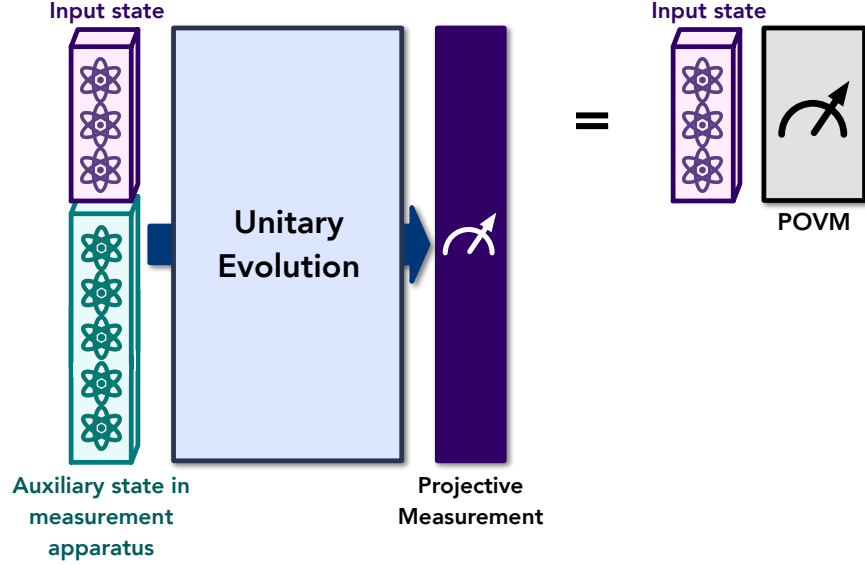 Input state
Input state
Unitary
Evolution
=
POVM
Auxiliary state in
measurement
apparatus
Projective
Measurement